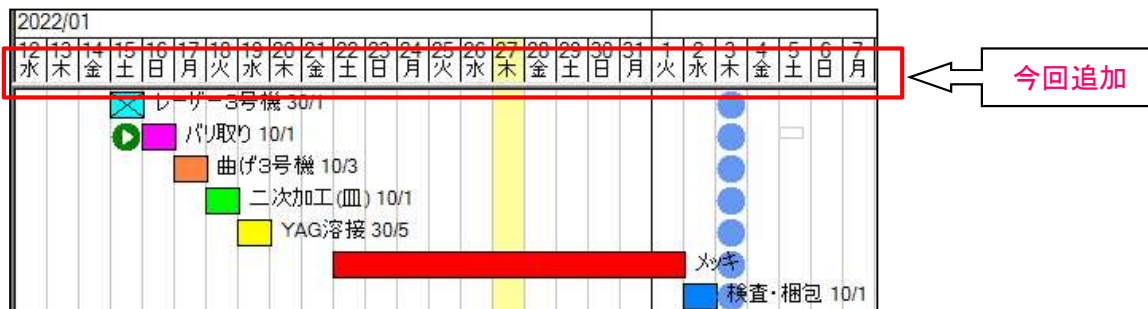 2022/01
12 13 14 15 16 17 18 19 20 21 22 23 24 25 26 27 28 29 30 31 1 2 3 4 5 6 7
水 木 金 土 日 月 火 水 木 金 土 日 月 火 水 木 金 土 日 月 火 水 木 金 土 日 月
今回追加
レーザー3号機 30/1
バリ取り 10/1
曲げ3号機 10/3
二次加工(皿) 10/1
YAG溶接 30/5
メッキ
検査・梱包 10/1